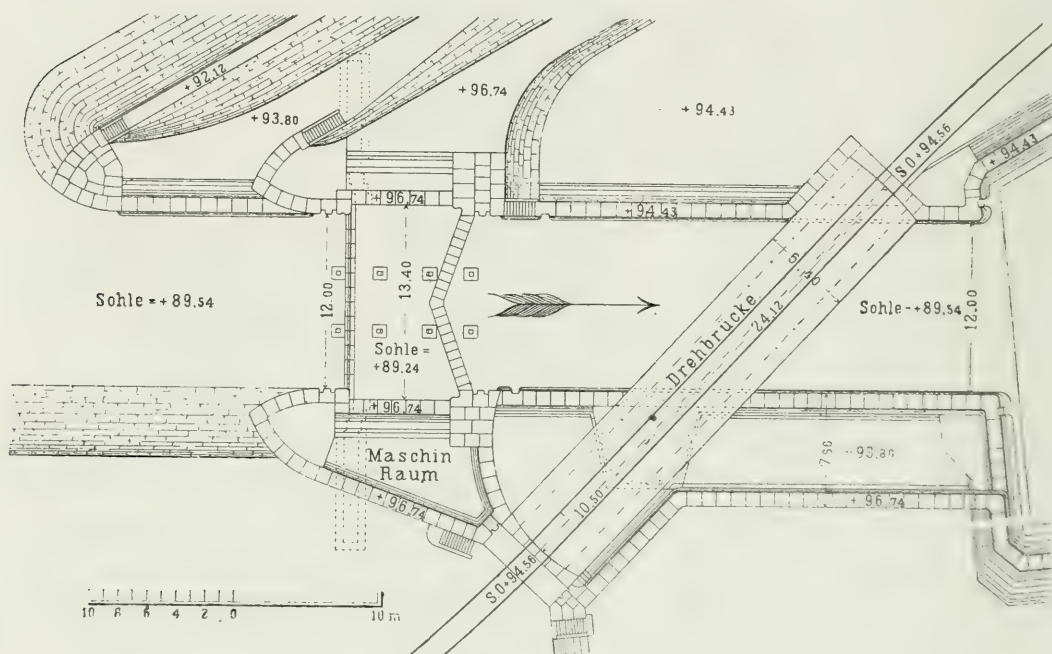 +92.12
+93.80
+96.74
+94.43
S.O+94.56
+94.43
+96.74
+94.43
12.00
13.40
Sohle = +89.54
Sohle =
+89.24
Drehbrücke
24.12
Sohle - +89.54
12.00
+96.74
Maschin
Raum
+96.74
10.50
S.O+94.56
7.66
+96.74
10 8 6 4 2 0 10 m